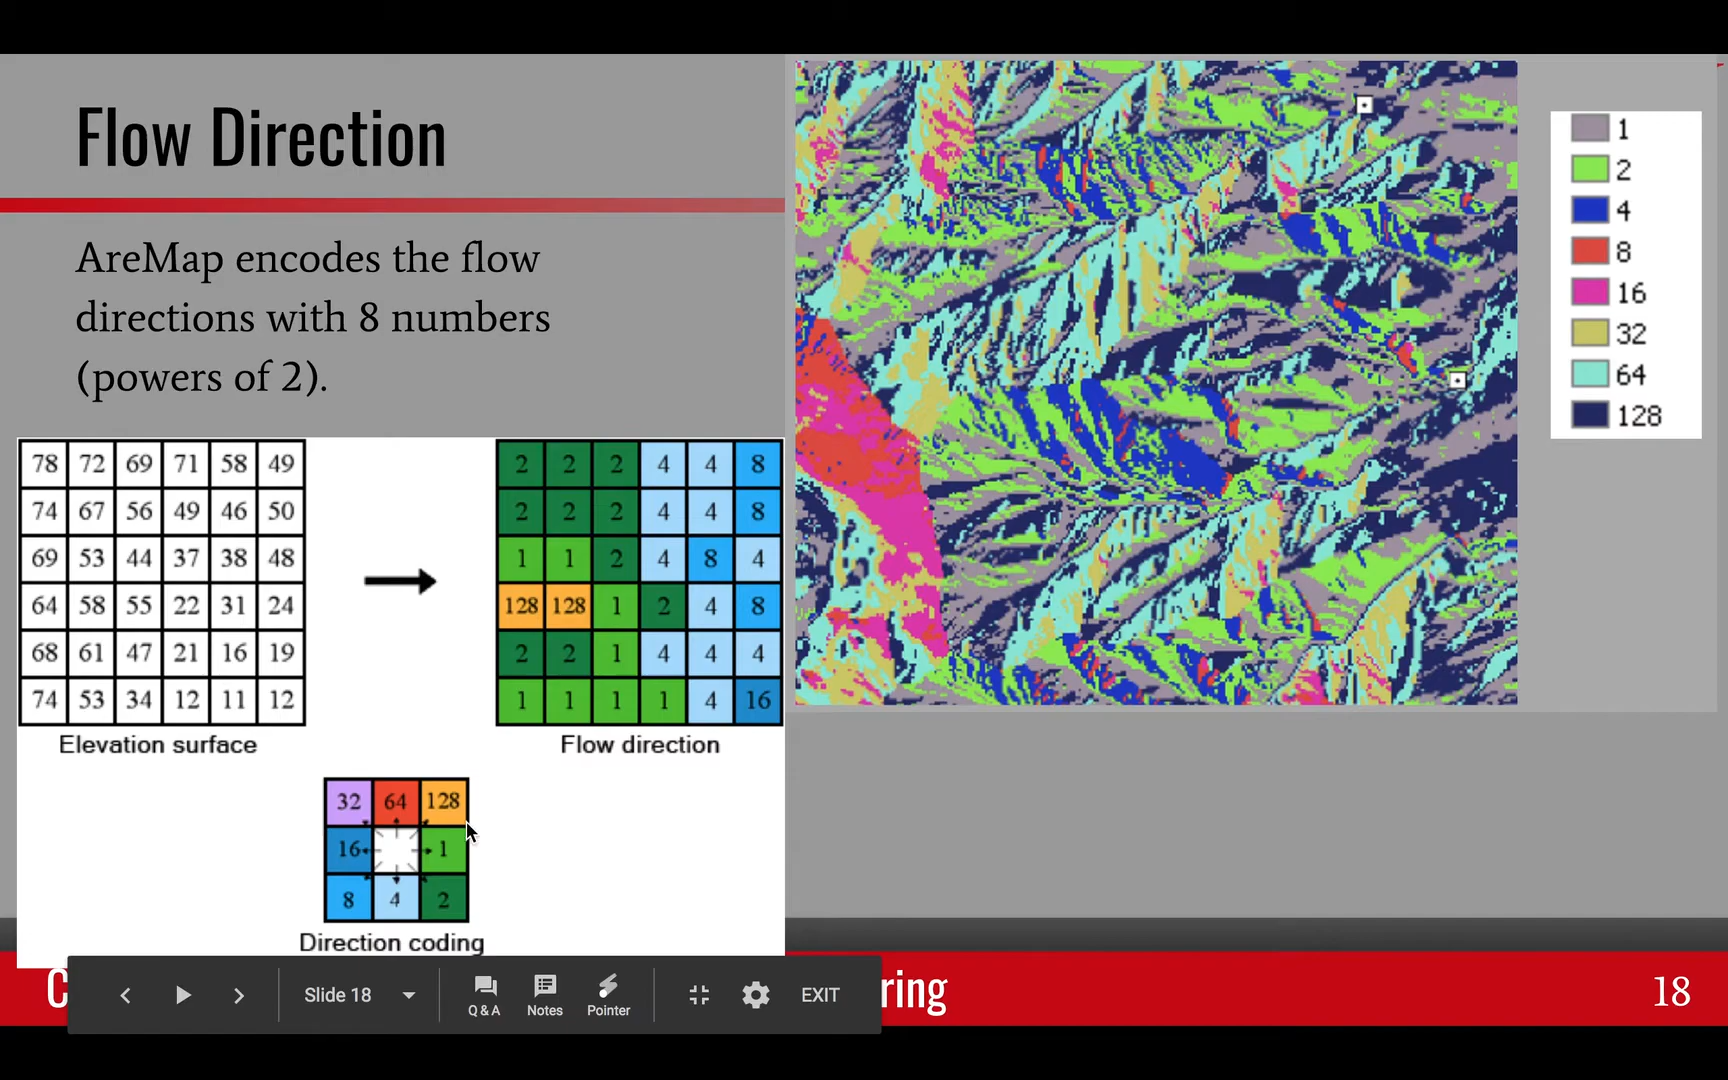 Flow Direction
AreMap encodes the flow
directions with 8 numbers
(powers of 2).
78 72 69 71 58 49
74 67 56 49 46 50
69 53 44 37 38 48
64 58 55 22 31 24
68 61 47 21 16 19
74 53 34 12 11 12
Elevation surface
2 2 2 4 4 8
2 2 2 4 4 8
1 1 2 4 8 4
128 128 1 2 4 8
2 2 1 4 4 4
1 1 1 1 4 16
Flow direction
32 64 128
16 1
8 4 2
Direction coding
1
2
4
8
16
32
64
128
C
ring
18
Slide 18
Q & A
Notes
Pointer
EXIT